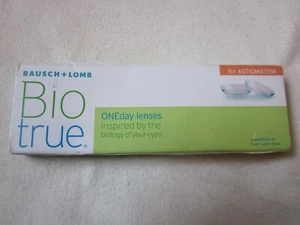 BAUSCH + LOMB
for ASTIGMATISM
Bio
true®
ONEday lenses
inspired by the
biology of your eyes*